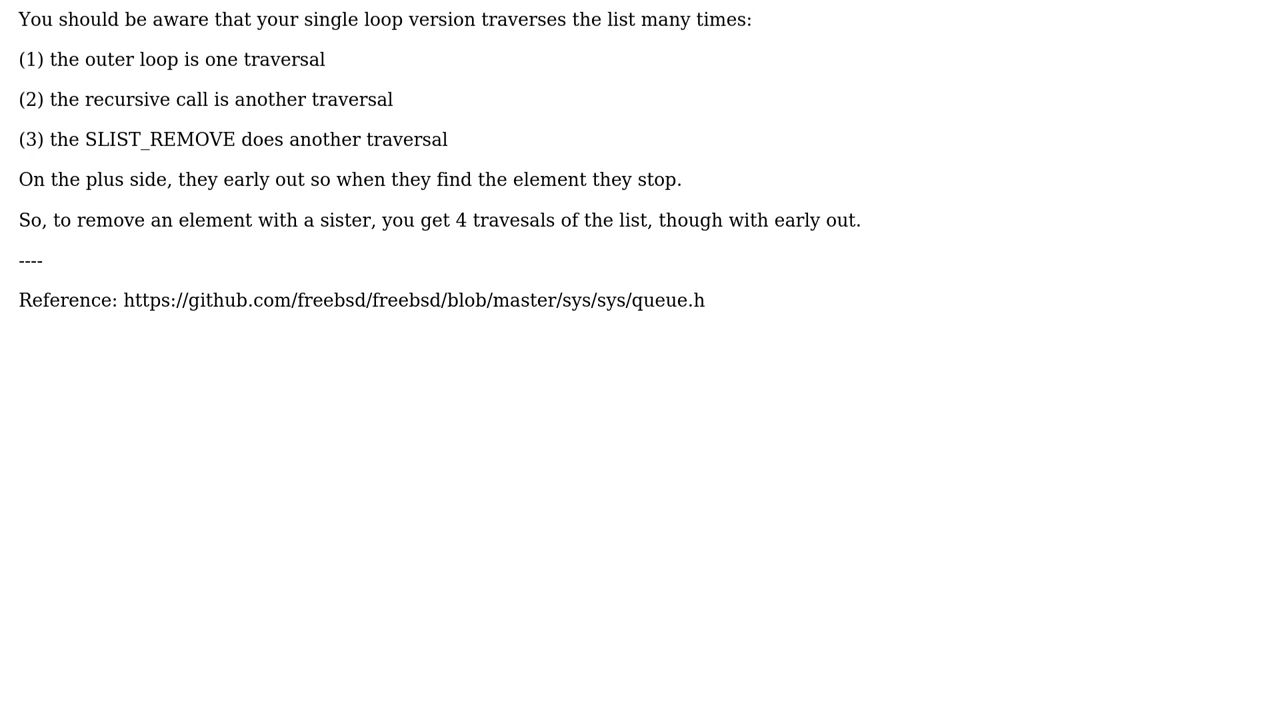 You should be aware that your single loop version traverses the list many times:
(1) the outer loop is one traversal
(2) the recursive call is another traversal
(3) the SLIST_REMOVE does another traversal
On the plus side, they early out so when they find the element they stop.
So, to remove an element with a sister, you get 4 travesals of the list, though with early out.
----
Reference: https://github.com/freebsd/freebsd/blob/master/sys/sys/queue.h